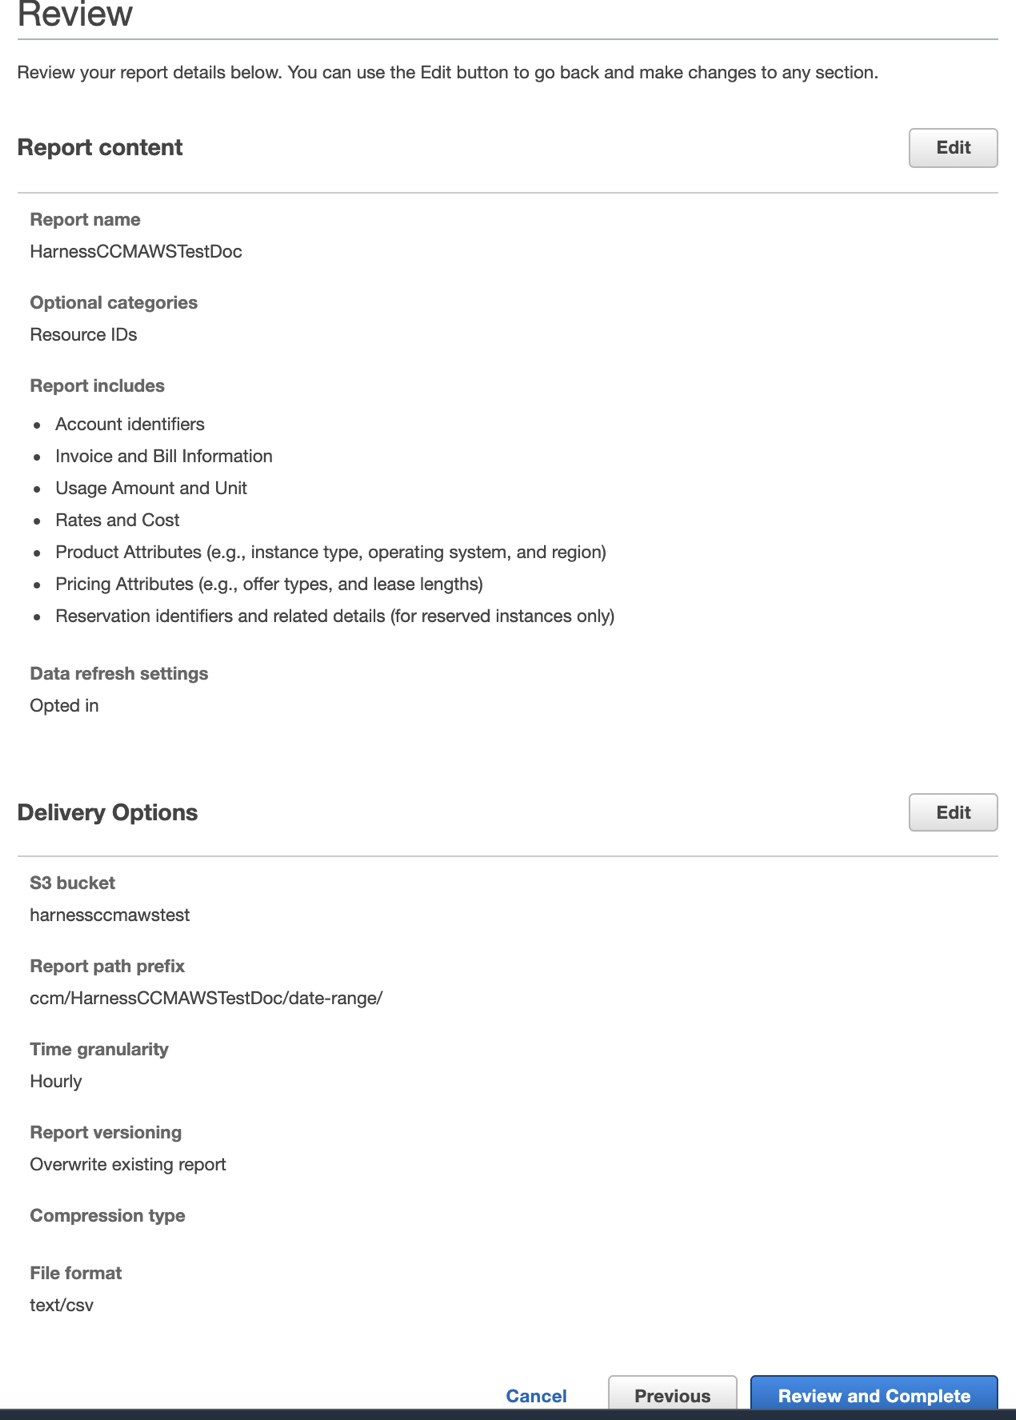 Review
Review your report details below. You can use the Edit button to go back and make changes to any section.
Report content
Edit
Report name
HarnessCCMAWSTestDoc
Optional categories
Resource IDs
Report includes
• Account identifiers
• Invoice and Bill Information
• Usage Amount and Unit
• Rates and Cost
• Product Attributes (e.g., instance type, operating system, and region)
• Pricing Attributes (e.g., offer types, and lease lengths)
• Reservation identifiers and related details (for reserved instances only)
Data refresh settings
Opted in
Delivery Options
Edit
S3 bucket
harnessccmawstest
Report path prefix
ccm/HarnessCCMAWSTestDoc/date-range/
Time granularity
Hourly
Report versioning
Overwrite existing report
Compression type
File format
text/csv
Cancel
Previous
Review and Complete